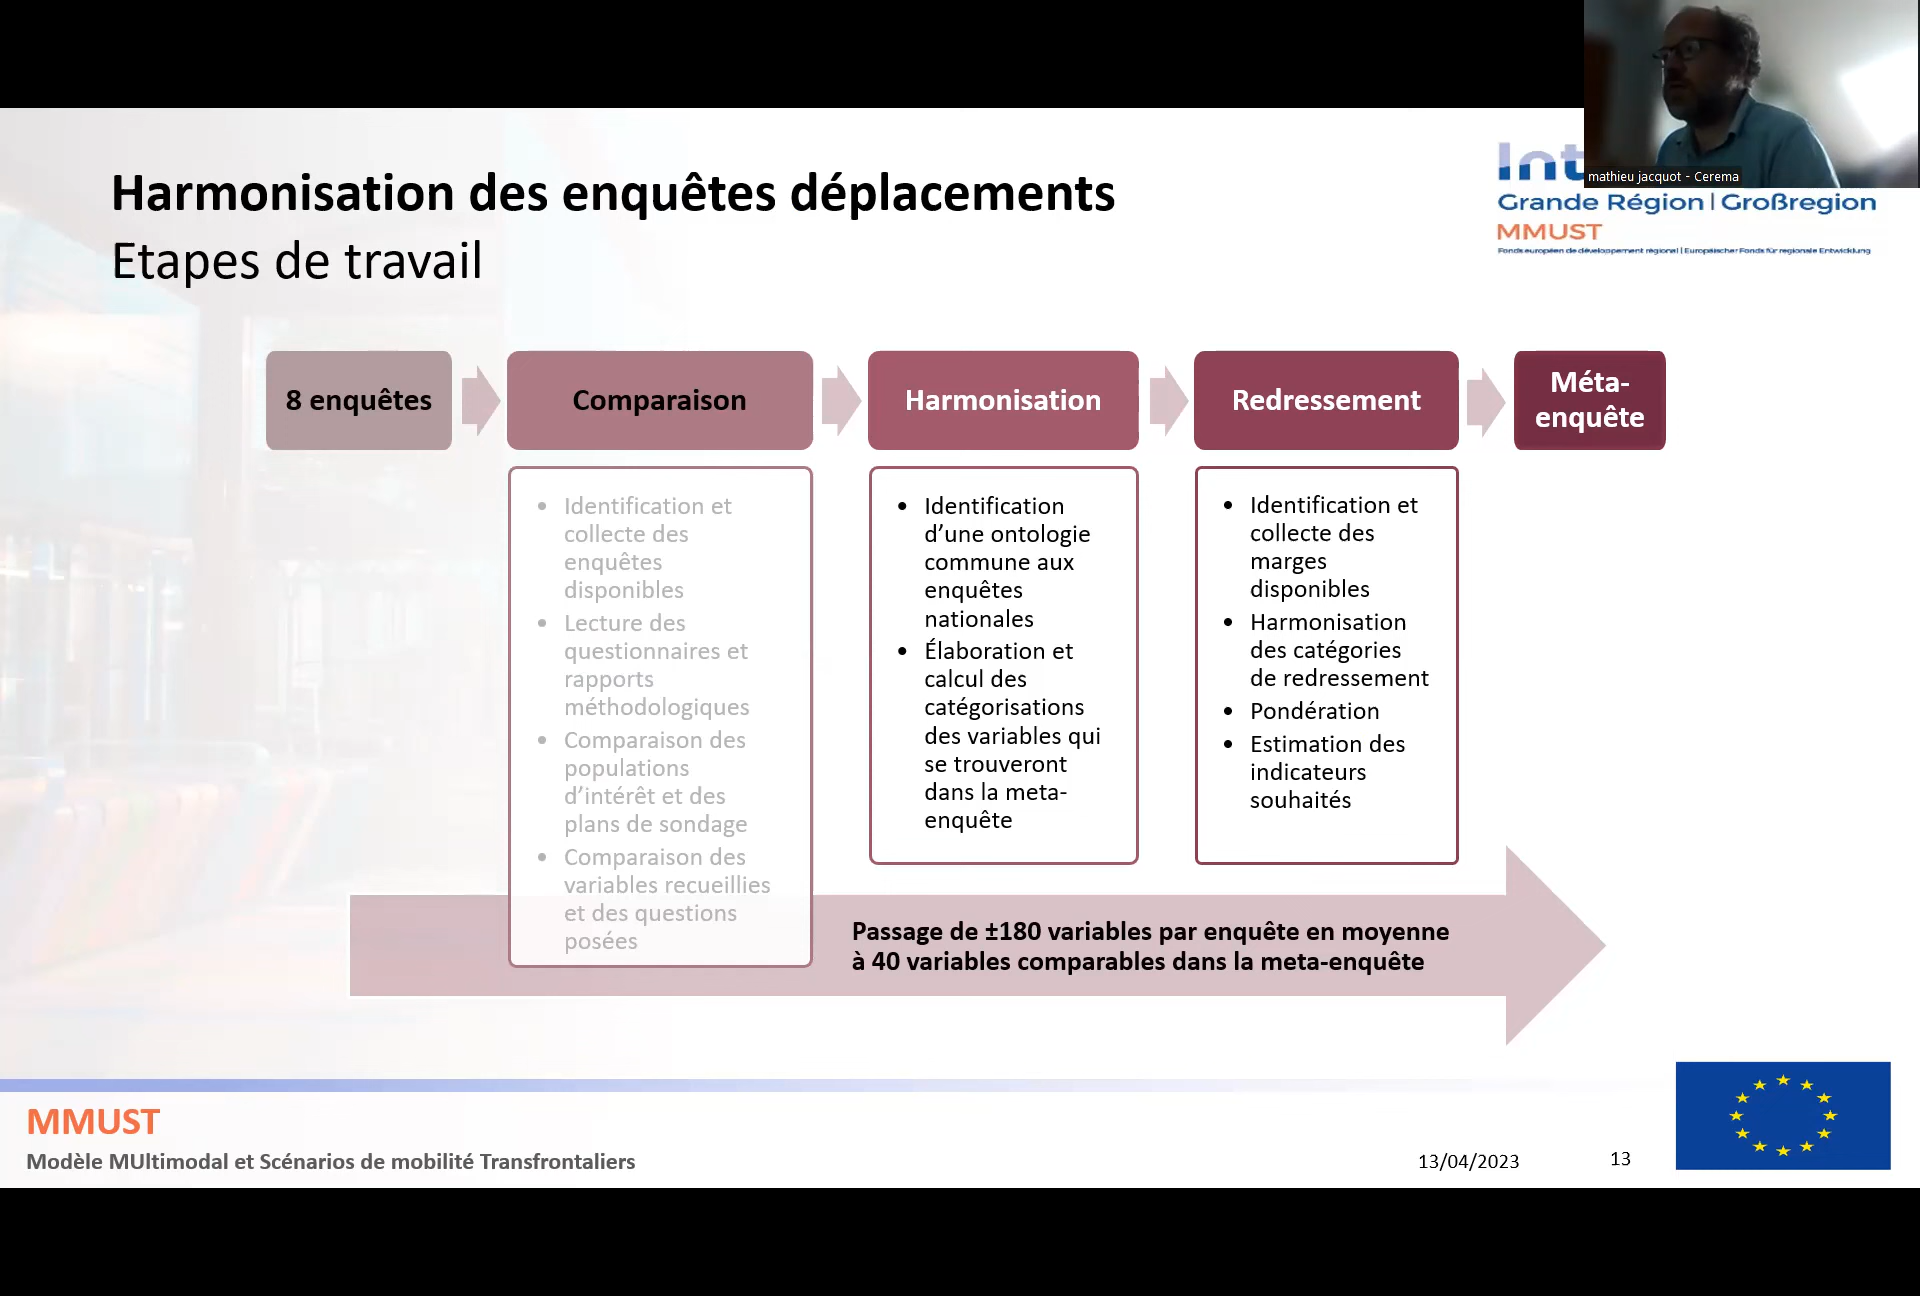 mathieu jacquot - Cerema
Int
Grande Région | Großregion
MMUST
Fonds européen de développement régional | Europäischer Fonds für regionale Entwicklung
Harmonisation des enquêtes déplacements
Etapes de travail
8 enquêtes
Comparaison
Harmonisation
Redressement
Méta-
enquête
• Identification et
collecte des
enquêtes
disponibles
• Lecture des
questionnaires et
rapports
méthodologiques
• Comparaison des
populations
d’intérêt et des
plans de sondage
• Comparaison des
variables recueillies
et des questions
posées
• Identification
d’une ontologie
commune aux
enquêtes
nationales
• Élaboration et
calcul des
catégorisations
des variables qui
se trouveront
dans la meta-
enquête
• Identification et
collecte des
marges
disponibles
• Harmonisation
des catégories
de redressement
• Pondération
• Estimation des
indicateurs
souhaités
Passage de ±180 variables par enquête en moyenne
à 40 variables comparables dans la meta-enquête
MMUST
Modèle MUltimodal et Scénarios de mobilité Transfrontaliers
13/04/2023
13